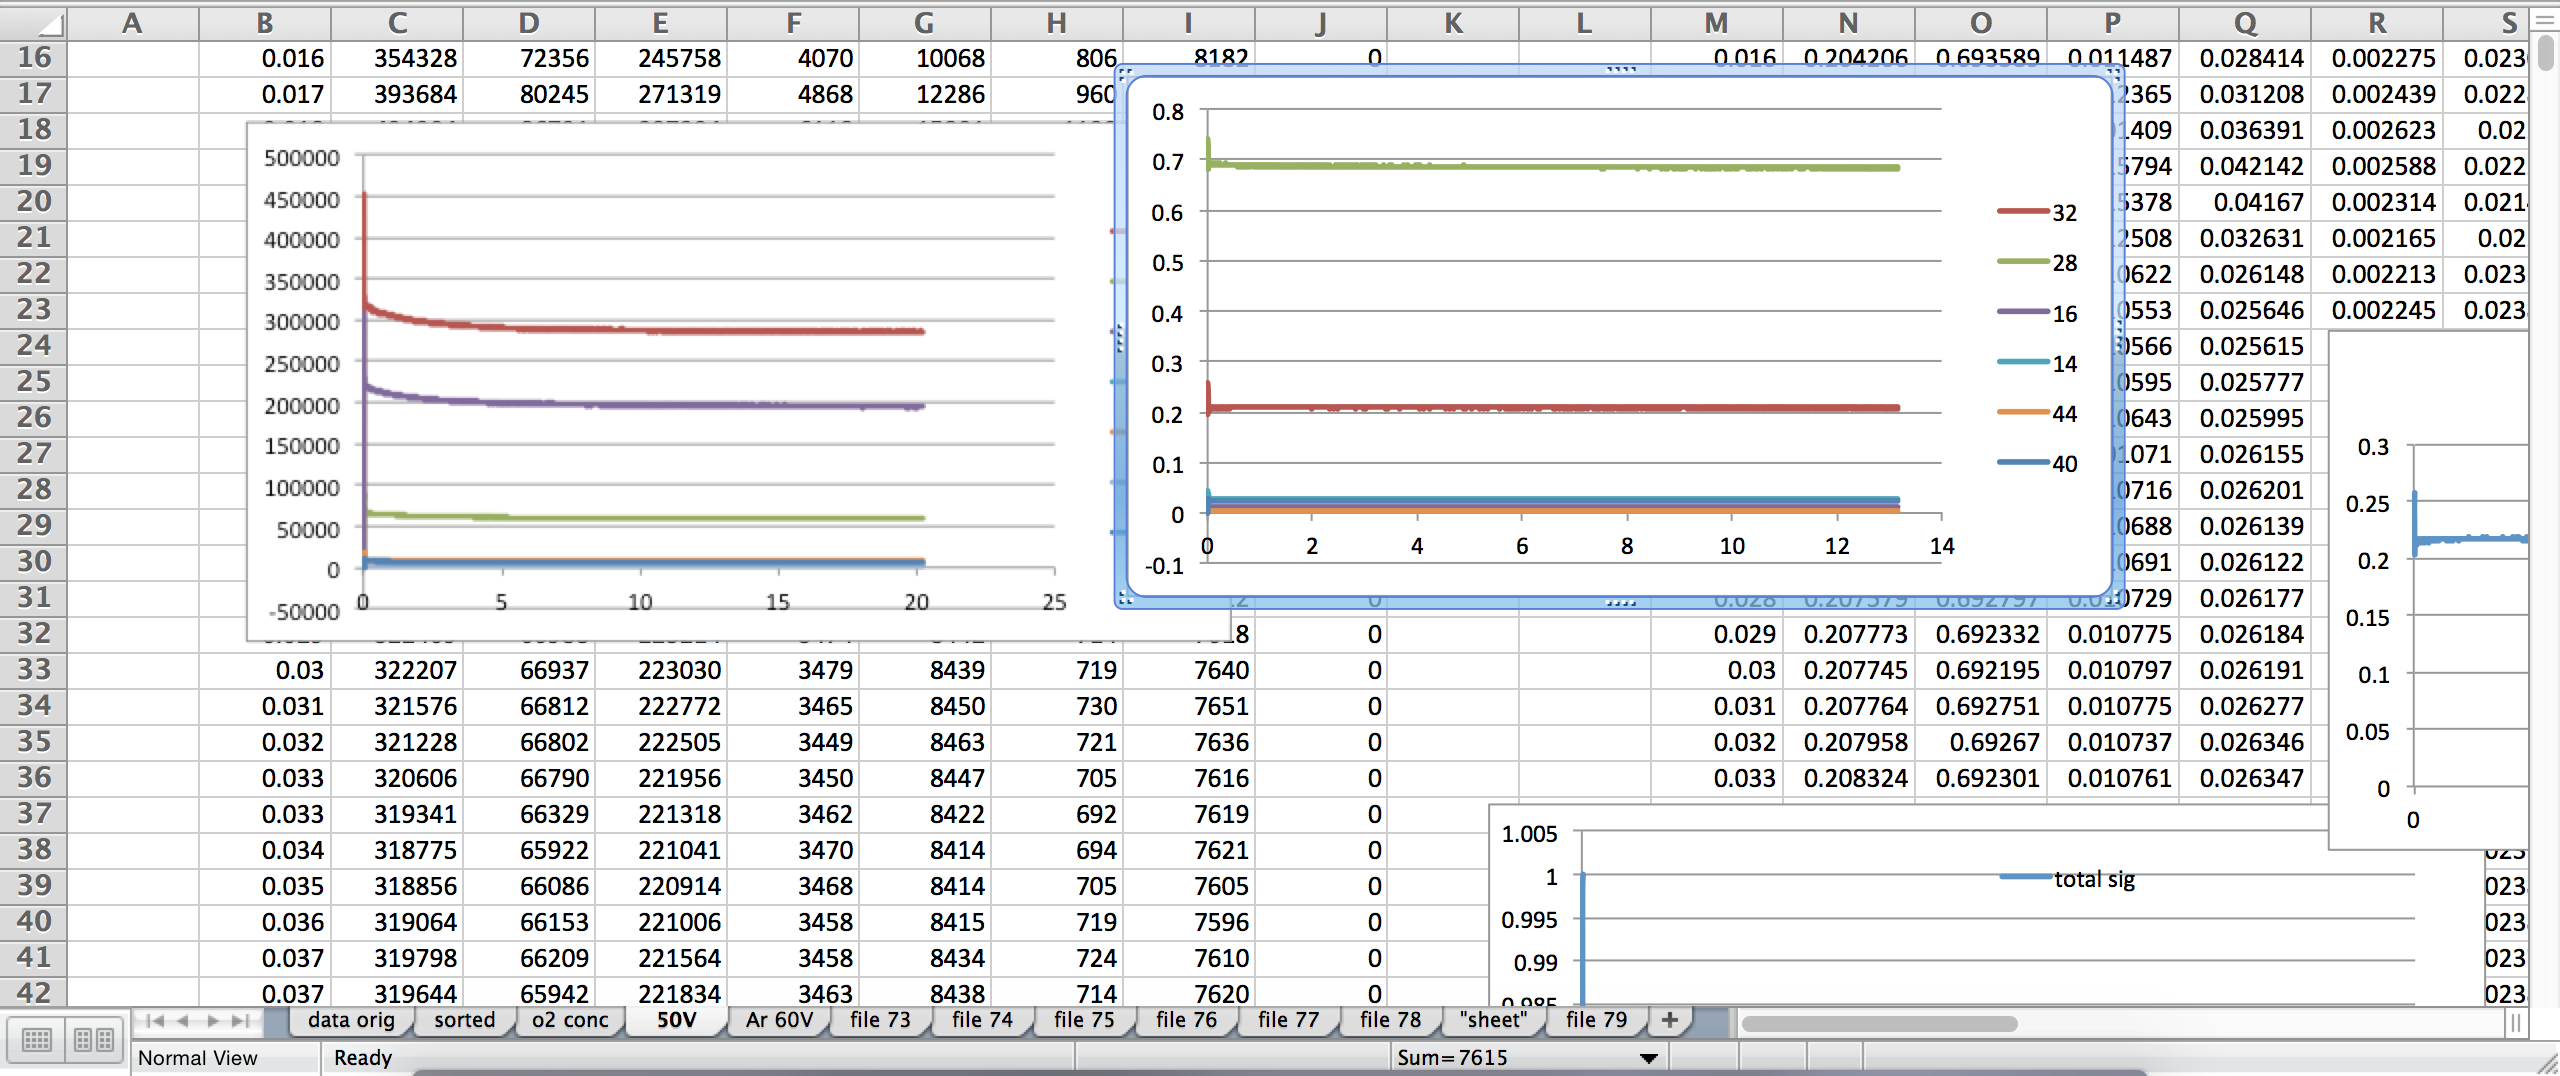 A B C D E F G H I J K L M N O P Q R S
16 0.016 354328 72356 245758 4070 10068 806 8182 0 0.016 0.204206 0.693589 0.011487 0.028414 0.002275 0.023
17 0.017 393684 80245 271319 4868 12286 960 2365 0.031208 0.002439 0.022
18 1409 0.036391 0.002623 0.02
19 5794 0.042142 0.002588 0.022
20 5378 0.04167 0.002314 0.021
21 2508 0.032631 0.002165 0.02
22 0622 0.026148 0.002213 0.023
23 0553 0.025646 0.002245 0.023
24 0566 0.025615
25 0595 0.025777
26 0643 0.025995
27 1071 0.026155
28 0716 0.026201
29 0688 0.026139
30 0691 0.026122
31 0 0.028 0.207579 0.692797 0729 0.026177
32 8 0 0.029 0.207773 0.692332 0.010775 0.026184
33 0.03 322207 66937 223030 3479 8439 719 7640 0 0.03 0.207745 0.692195 0.010797 0.026191
34 0.031 321576 66812 222772 3465 8450 730 7651 0 0.031 0.207764 0.692751 0.010775 0.026277
35 0.032 321228 66802 222505 3449 8463 721 7636 0 0.032 0.207958 0.69267 0.010737 0.026346
36 0.033 320606 66790 221956 3450 8447 705 7616 0 0.033 0.208324 0.692301 0.010761 0.026347
37 0.033 319341 66329 221318 3462 8422 692 7619 0
38 0.034 318775 65922 221041 3470 8414 694 7621 0
39 0.035 318856 66086 220914 3468 8414 705 7605 0 023
40 0.036 319064 66153 221006 3458 8415 719 7596 0 023
41 0.037 319798 66209 221564 3458 8434 724 7610 0 023
42 0.037 319644 65942 221834 3463 8438 714 7620 0 023
500000
450000
400000
350000
300000
250000
200000
150000
100000
50000
0
-50000
0 5 10 15 20 25
0.8
0.7
0.6
0.5
0.4
0.3
0.2
0.1
0
-0.1
0 2 4 6 8 10 12 14
32
28
16
14
44
40
0.3
0.25
0.2
0.15
0.1
0.05
0
0
1.005
1
0.995
0.99
0.985
total sig
data orig sorted o2 conc 50V Ar 60V file 73 file 74 file 75 file 76 file 77 file 78 "sheet" file 79 +
Normal View Ready Sum=7615